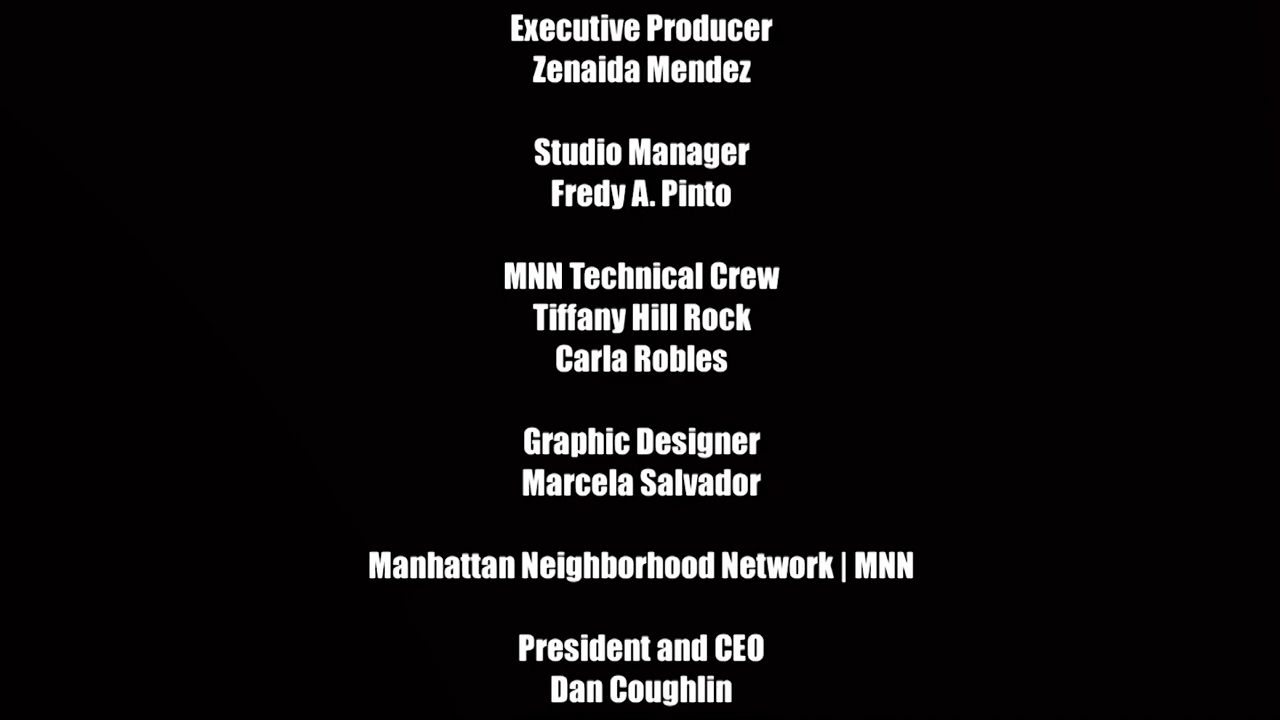 Executive Producer
Zenaida Mendez
Studio Manager
Fredy A. Pinto
MNN Technical Crew
Tiffany Hill Rock
Carla Robles
Graphic Designer
Marcela Salvador
Manhattan Neighborhood Network | MNN
President and CEO
Dan Coughlin